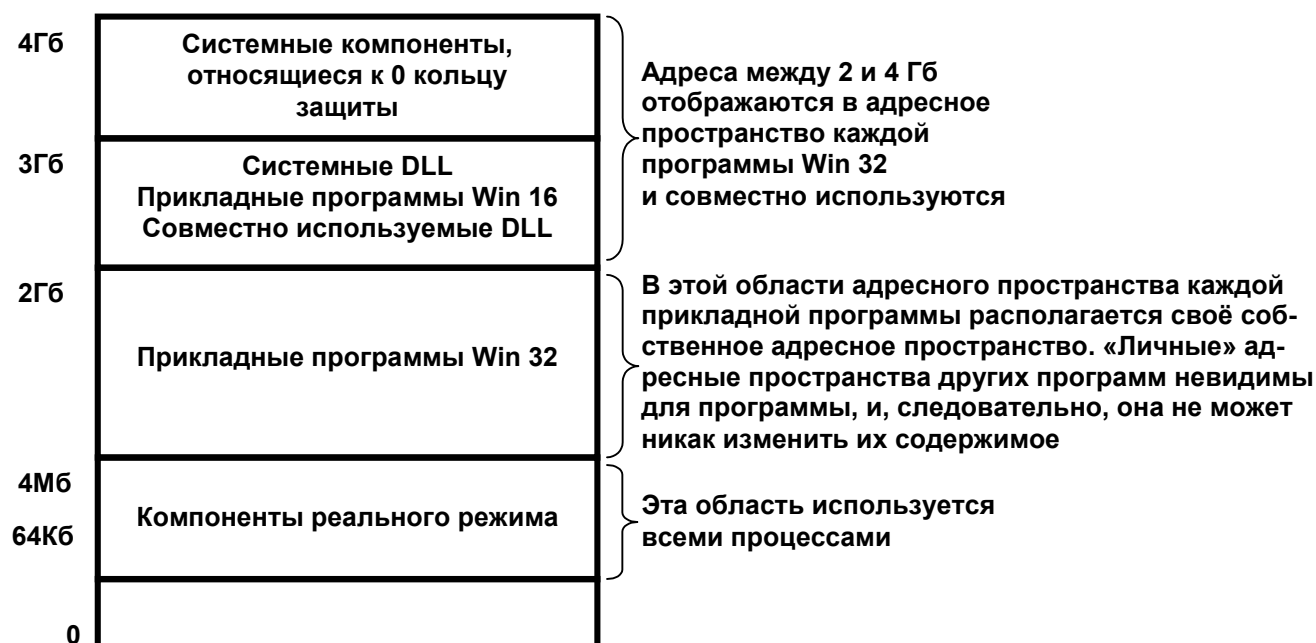 4Гб
Системные компоненты,
относящиеся к 0 кольцу
защиты
Адреса между 2 и 4 Гб
отображаются в адресное
пространство каждой
программы Win 32
и совместно используются
3Гб
Системные DLL
Прикладные программы Win 16
Совместно используемые DLL
2Гб
Прикладные программы Win 32
В этой области адресного пространства каждой
прикладной программы располагается своё соб-
ственное адресное пространство. «Личные» ад-
ресные пространства других программ невидимы
для программы, и, следовательно, она не может
никак изменить их содержимое
4Мб
64Кб
Компоненты реального режима
Эта область используется
всеми процессами
0